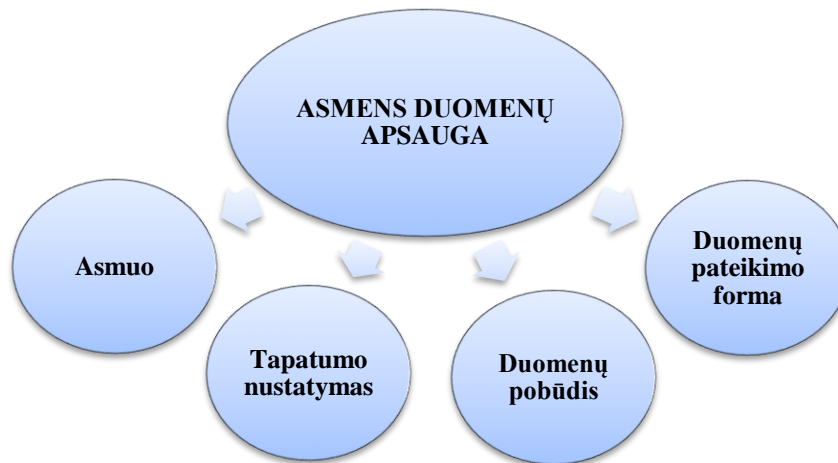 ASMENS DUOMENŲ
APSAUGA
Asmuo
Tapatumo
nustatymas
Duomenų
pobūdis
Duomenų
pateikimo
forma